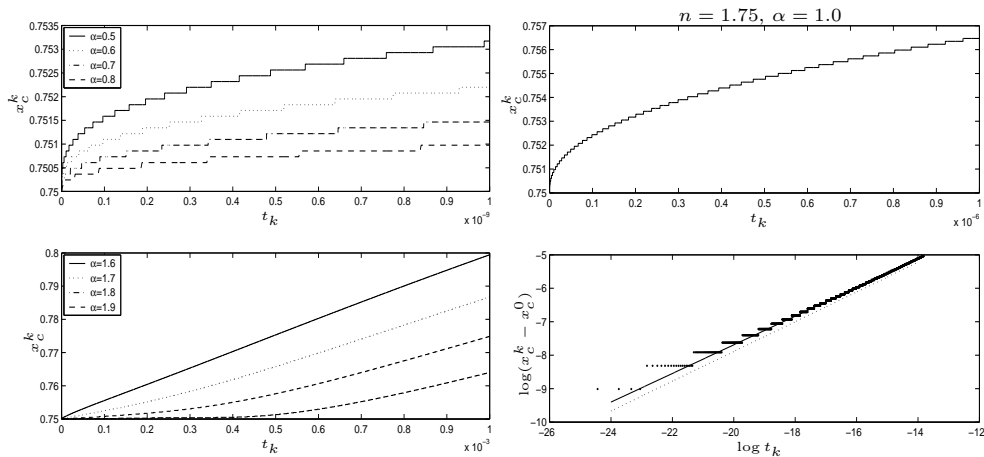 0.7535
0.753
0.7525
0.752
0.7515
0.751
0.7505
0.75
x_c^k
α=0.5
α=0.6
α=0.7
α=0.8
0 0.1 0.2 0.3 0.4 0.5 0.6 0.7 0.8 0.9 1
t_k
x 10^-9
n = 1.75, α = 1.0
0.757
0.756
0.755
0.754
0.753
0.752
0.751
0.75
x_c^k
0 0.1 0.2 0.3 0.4 0.5 0.6 0.7 0.8 0.9 1
t_k
x 10^-6
0.8
0.79
0.78
0.77
0.76
0.75
x_c^k
α=1.6
α=1.7
α=1.8
α=1.9
0 0.1 0.2 0.3 0.4 0.5 0.6 0.7 0.8 0.9 1
t_k
x 10^-3
-5
-6
-7
-8
-9
-10
log(x_c^k − x_c^0)
-26 -24 -22 -20 -18 -16 -14 -12
log t_k